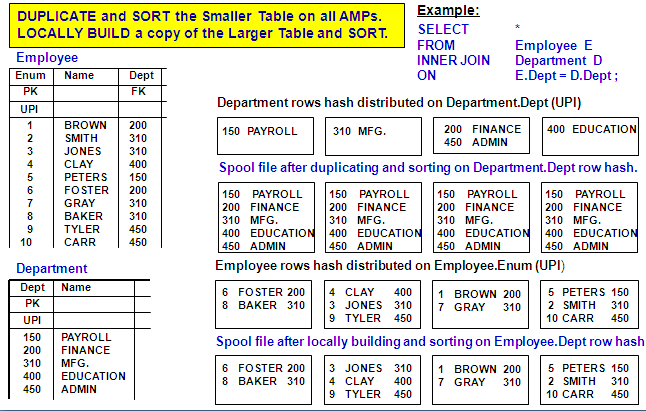 DUPLICATE and SORT the Smaller Table on all AMPs.
LOCALLY BUILD a copy of the Larger Table and SORT.
Example:
SELECT *
FROM Employee E
INNER JOIN Department D
ON E.Dept = D.Dept ;
Employee
Enum Name Dept
PK FK
UPI
1 BROWN 200
2 SMITH 310
3 JONES 310
4 CLAY 400
5 PETERS 150
6 FOSTER 200
7 GRAY 310
8 BAKER 310
9 TYLER 450
10 CARR 450
Department
Dept Name
PK
UPI
150 PAYROLL
200 FINANCE
310 MFG.
400 EDUCATION
450 ADMIN
Department rows hash distributed on Department.Dept (UPI)
150 PAYROLL
310 MFG.
200 FINANCE
450 ADMIN
400 EDUCATION
Spool file after duplicating and sorting on Department.Dept row hash.
150 PAYROLL
200 FINANCE
310 MFG.
400 EDUCATION
450 ADMIN
150 PAYROLL
200 FINANCE
310 MFG.
400 EDUCATION
450 ADMIN
150 PAYROLL
200 FINANCE
310 MFG.
400 EDUCATION
450 ADMIN
150 PAYROLL
200 FINANCE
310 MFG.
400 EDUCATION
450 ADMIN
Employee rows hash distributed on Employee.Enum (UPI)
6 FOSTER 200
8 BAKER 310
4 CLAY 400
3 JONES 310
9 TYLER 450
1 BROWN 200
7 GRAY 310
5 PETERS 150
2 SMITH 310
10 CARR 450
Spool file after locally building and sorting on Employee.Dept row hash
6 FOSTER 200
8 BAKER 310
3 JONES 310
4 CLAY 400
9 TYLER 450
1 BROWN 200
7 GRAY 310
5 PETERS 150
2 SMITH 310
10 CARR 450